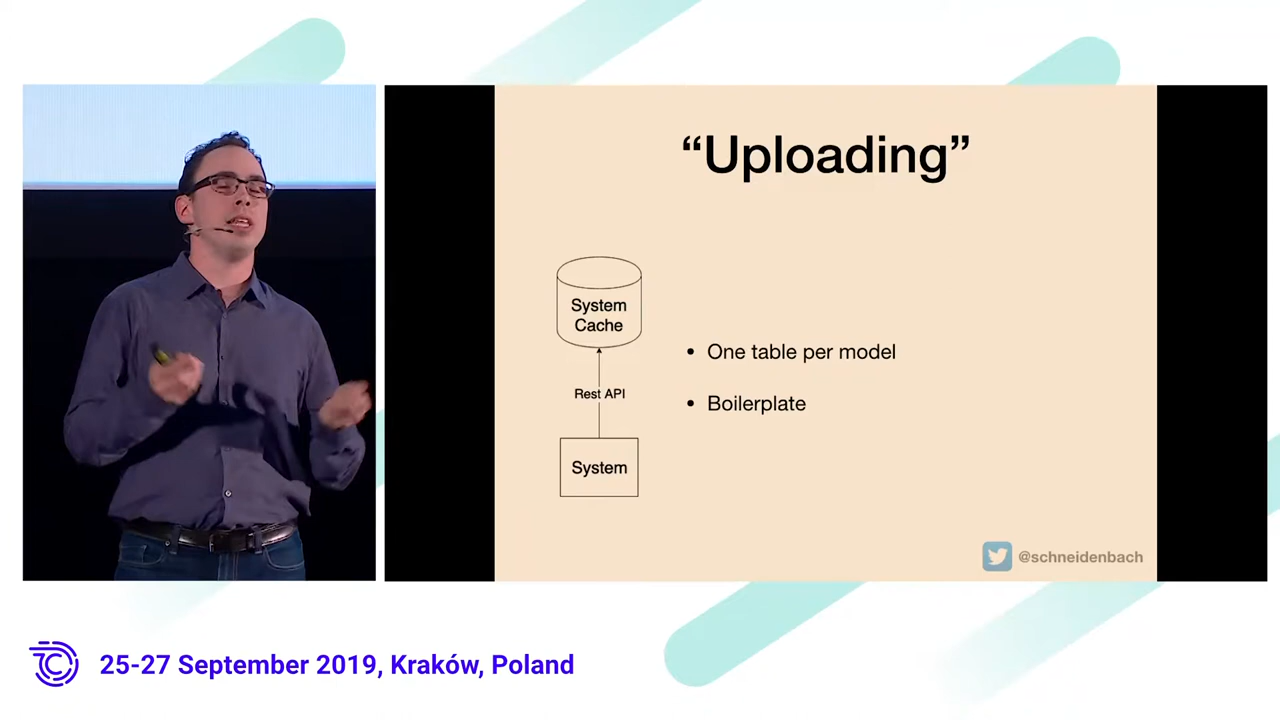 “Uploading”
System
Cache
Rest API
System
• One table per model
• Boilerplate
@schneidenbach
25-27 September 2019, Kraków, Poland